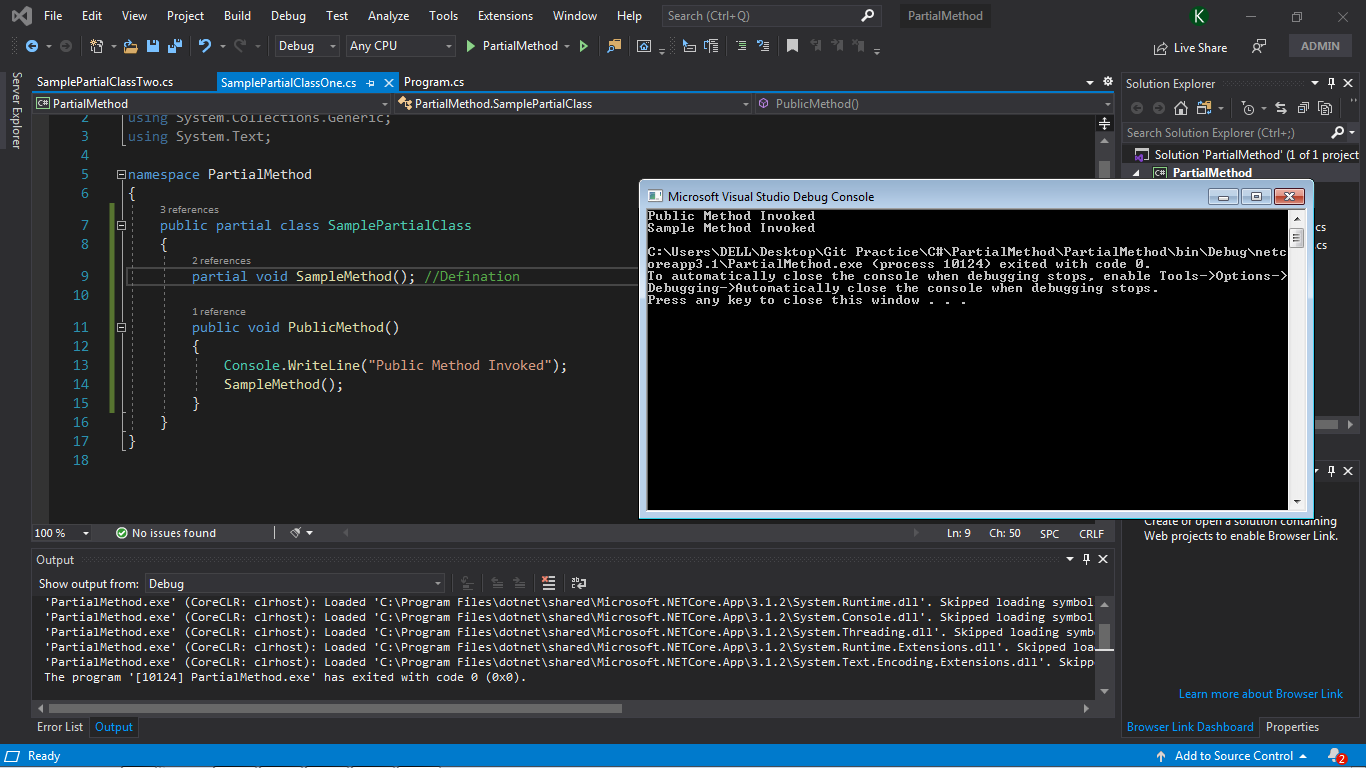 File Edit View Project Build Debug Test Analyze Tools Extensions Window Help Search (Ctrl+Q) PartialMethod K
Debug Any CPU PartialMethod Live Share ADMIN
Server Explorer
SamplePartialClassTwo.cs SamplePartialClassOne.cs Program.cs
PartialMethod PartialMethod.SamplePartialClass PublicMethod()
2 using System.Collections.Generic;
3 using System.Text;
4
5 namespace PartialMethod
6 {
3 references
7 public partial class SamplePartialClass
8 {
2 references
9 partial void SampleMethod(); //Defination
10
1 reference
11 public void PublicMethod()
12 {
13 Console.WriteLine("Public Method Invoked");
14 SampleMethod();
15 }
16 }
17 }
18
100 % No issues found Ln: 9 Ch: 50 SPC CRLF
Solution Explorer
Search Solution Explorer (Ctrl+;)
Solution 'PartialMethod' (1 of 1 project
C# PartialMethod
cs
cs
Microsoft Visual Studio Debug Console
Public Method Invoked
Sample Method Invoked
C:\Users\DELL\Desktop\Git Practice\C#\PartialMethod\PartialMethod\bin\Debug\netc
oreapp3.1\PartialMethod.exe (process 10124) exited with code 0.
To automatically close the console when debugging stops, enable Tools->Options->
Debugging->Automatically close the console when debugging stops.
Press any key to close this window . . .
Create or open a solution containing
Web projects to enable Browser Link.
Learn more about Browser Link
Browser Link Dashboard Properties
Output
Show output from: Debug
'PartialMethod.exe' (CoreCLR: clrhost): Loaded 'C:\Program Files\dotnet\shared\Microsoft.NETCore.App\3.1.2\System.Runtime.dll'. Skipped loading symbol
'PartialMethod.exe' (CoreCLR: clrhost): Loaded 'C:\Program Files\dotnet\shared\Microsoft.NETCore.App\3.1.2\System.Console.dll'. Skipped loading symbol
'PartialMethod.exe' (CoreCLR: clrhost): Loaded 'C:\Program Files\dotnet\shared\Microsoft.NETCore.App\3.1.2\System.Threading.dll'. Skipped loading symb
'PartialMethod.exe' (CoreCLR: clrhost): Loaded 'C:\Program Files\dotnet\shared\Microsoft.NETCore.App\3.1.2\System.Runtime.Extensions.dll'. Skipped loa
'PartialMethod.exe' (CoreCLR: clrhost): Loaded 'C:\Program Files\dotnet\shared\Microsoft.NETCore.App\3.1.2\System.Text.Encoding.Extensions.dll'. Skipp
The program '[10124] PartialMethod.exe' has exited with code 0 (0x0).
Error List Output
Ready Add to Source Control 2